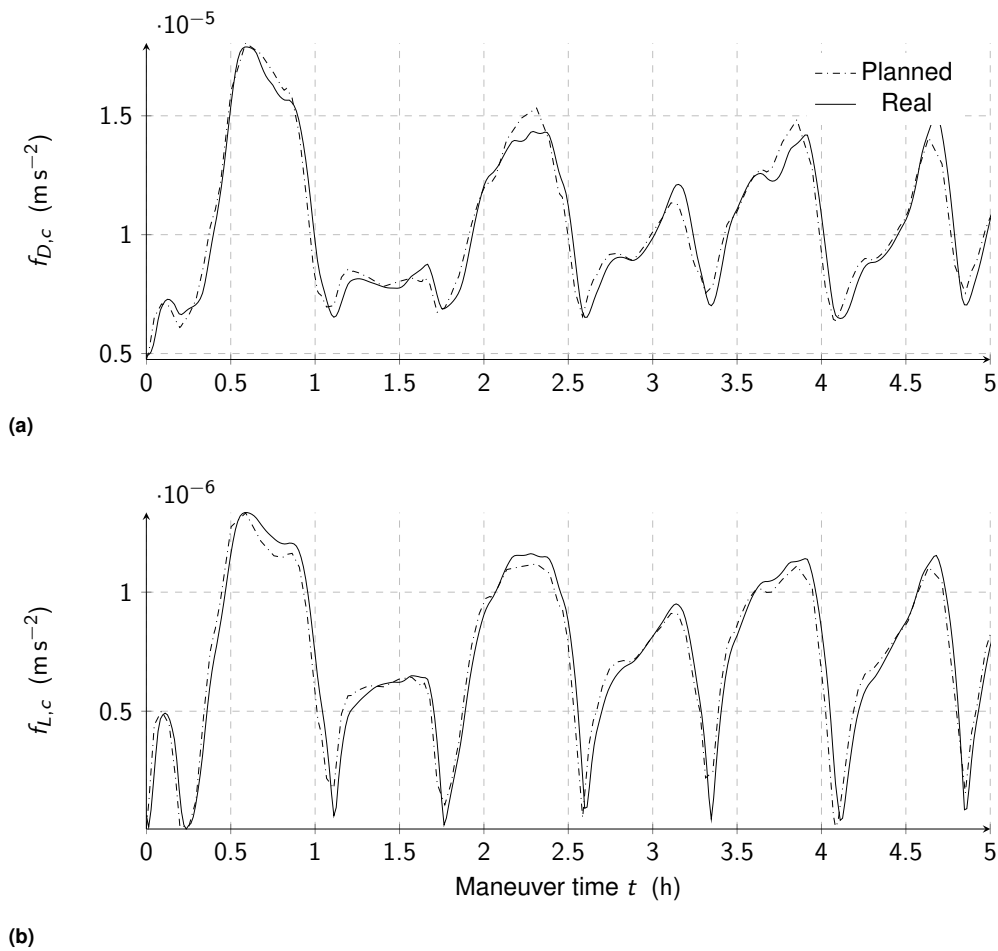 ·10⁻⁵
Planned
Real
1.5
1
0.5
f_{D,c} (m s⁻²)
0 0.5 1 1.5 2 2.5 3 3.5 4 4.5 5
(a)
·10⁻⁶
1
0.5
f_{L,c} (m s⁻²)
0 0.5 1 1.5 2 2.5 3 3.5 4 4.5 5
Maneuver time t (h)
(b)